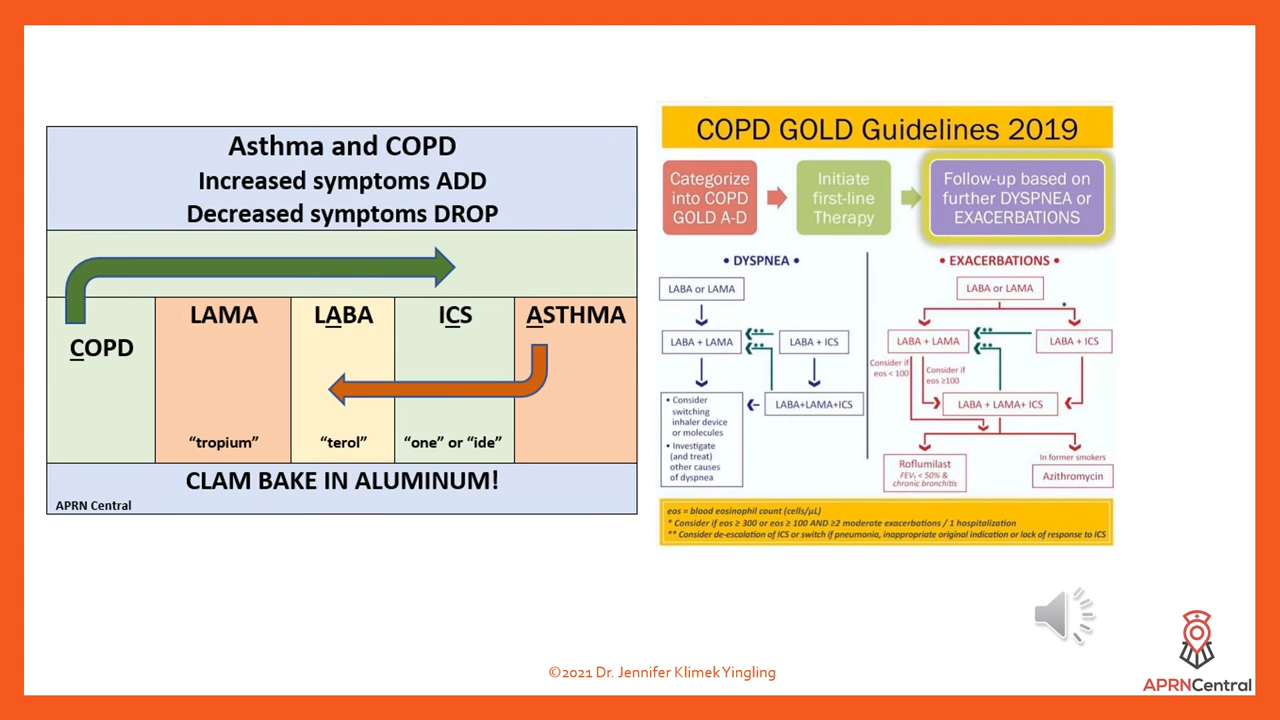 Asthma and COPD
Increased symptoms ADD
Decreased symptoms DROP
COPD
LAMA
LABA
ICS
ASTHMA
“tropium”
“terol”
“one” or “ide”
CLAM BAKE IN ALUMINUM!
APRN Central
COPD GOLD Guidelines 2019
Categorize
into COPD
GOLD A-D
Initiate
first-line
Therapy
Follow-up based on
further DYSPNEA or
EXACERBATIONS
• DYSPNEA •
LABA or LAMA
LABA + LAMA
**
**
LABA + ICS
• Consider
switching
inhaler device
or molecules
• Investigate
(and treat)
other causes
of dyspnea
LABA+LAMA+ICS
• EXACERBATIONS •
LABA or LAMA
*
LABA + LAMA
**
**
LABA + ICS
Consider if
eos < 100
Consider if
eos ≥100
LABA + LAMA+ ICS
Roflumilast
FEV₁ < 50% &
chronic bronchitis
In former smokers
Azithromycin
eos = blood eosinophil count (cells/µL)
* Consider if eos ≥ 300 or eos ≥ 100 AND ≥2 moderate exacerbations / 1 hospitalization
** Consider de-escalation of ICS or switch if pneumonia, inappropriate original indication or lack of response to ICS
©2021 Dr. Jennifer Klimek Yingling
APRNCentral